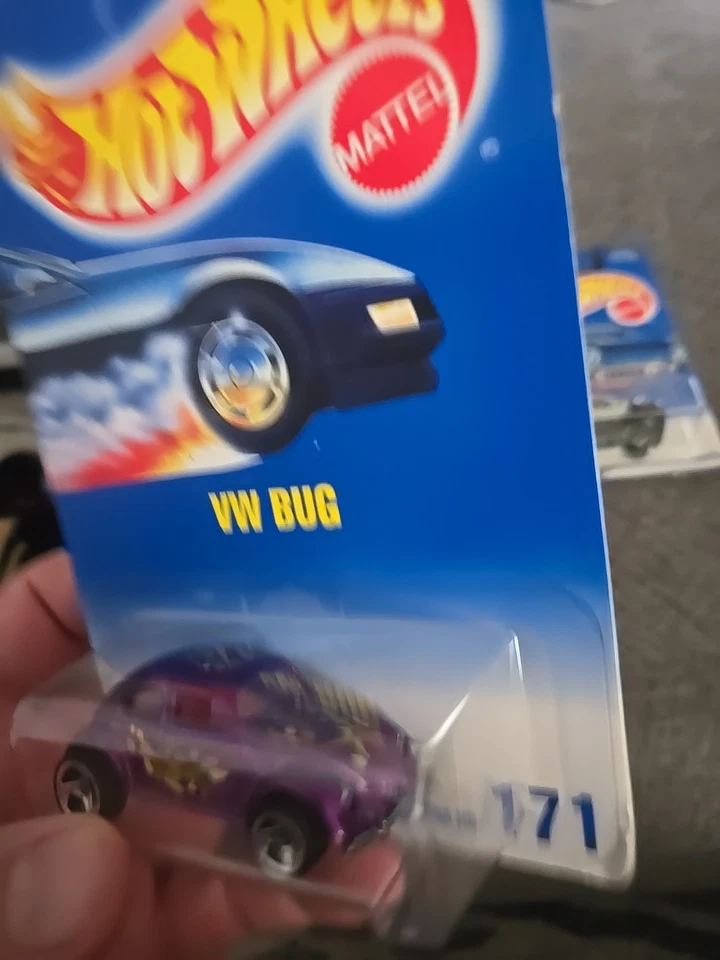 HOT WHEELS
MATTEL
VW BUG
171